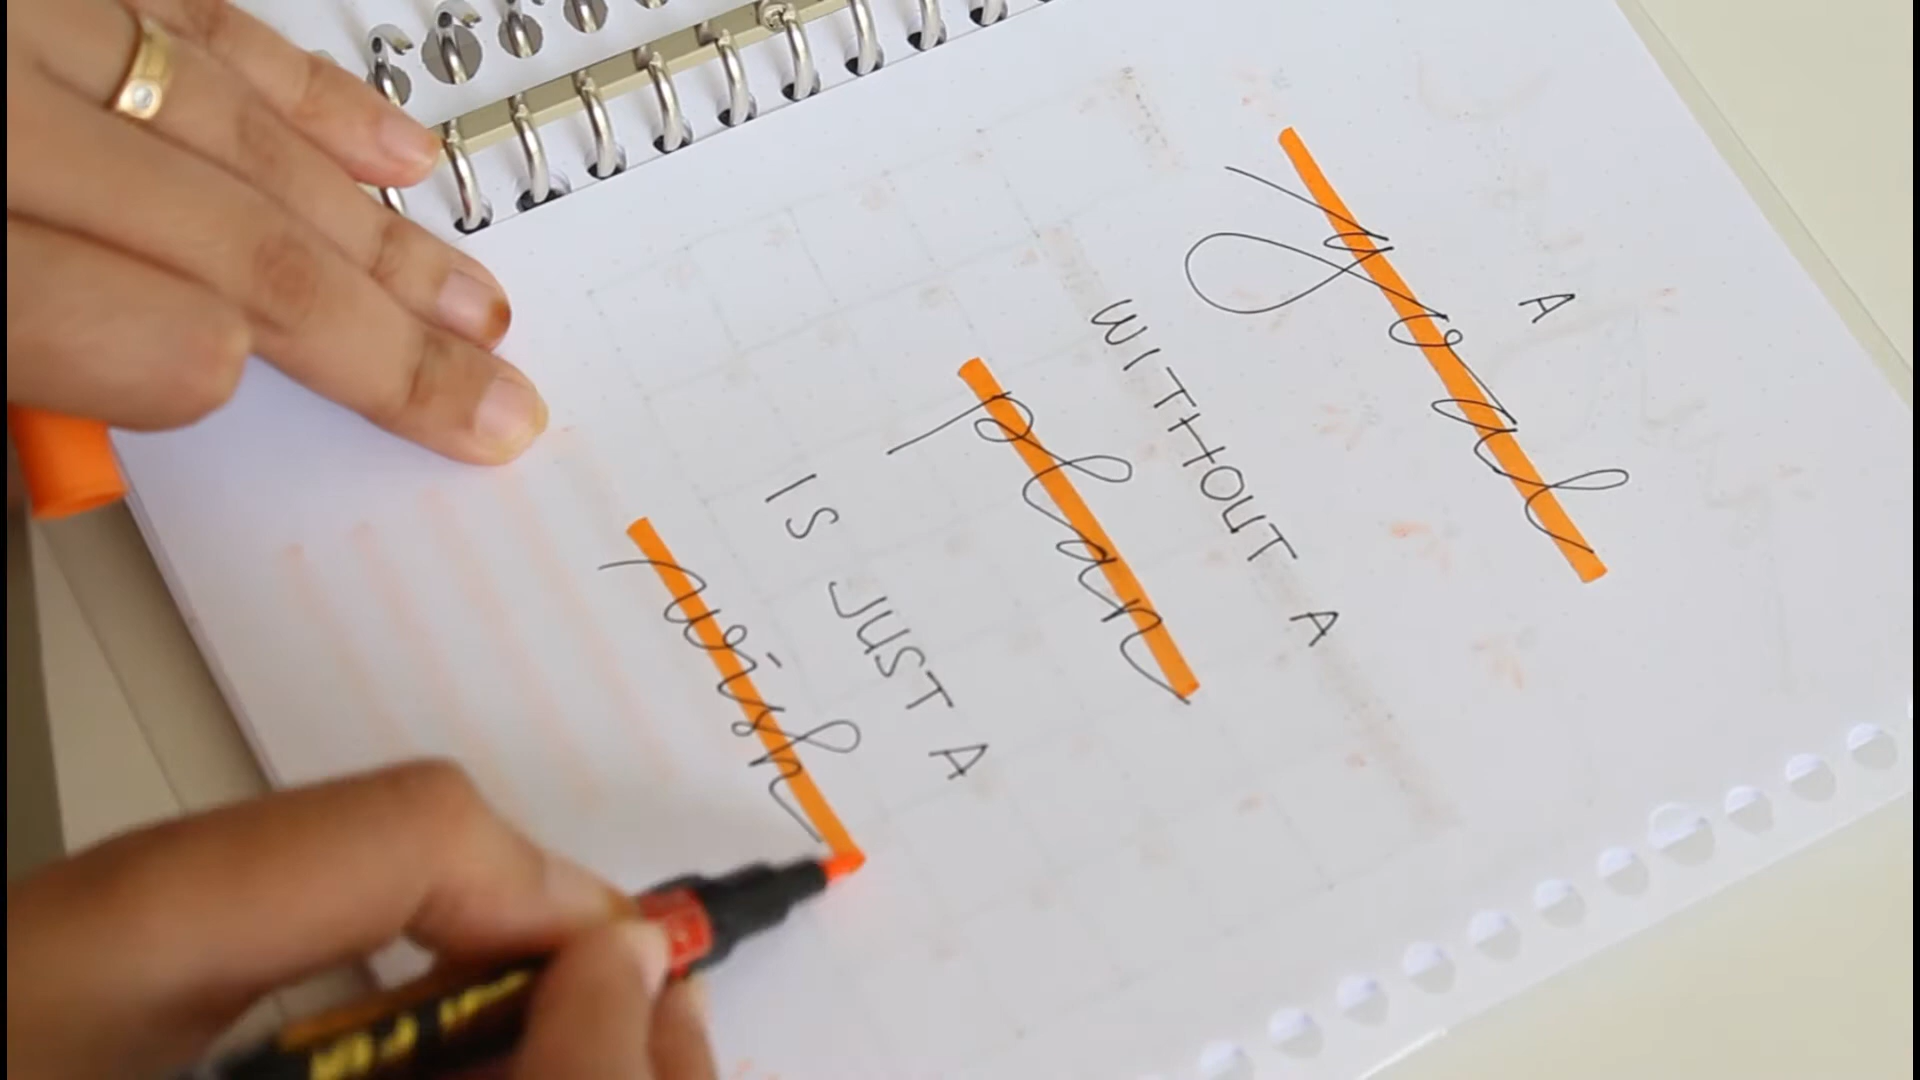 A
goal
WITHOUT A
plan
IS JUST A
wish